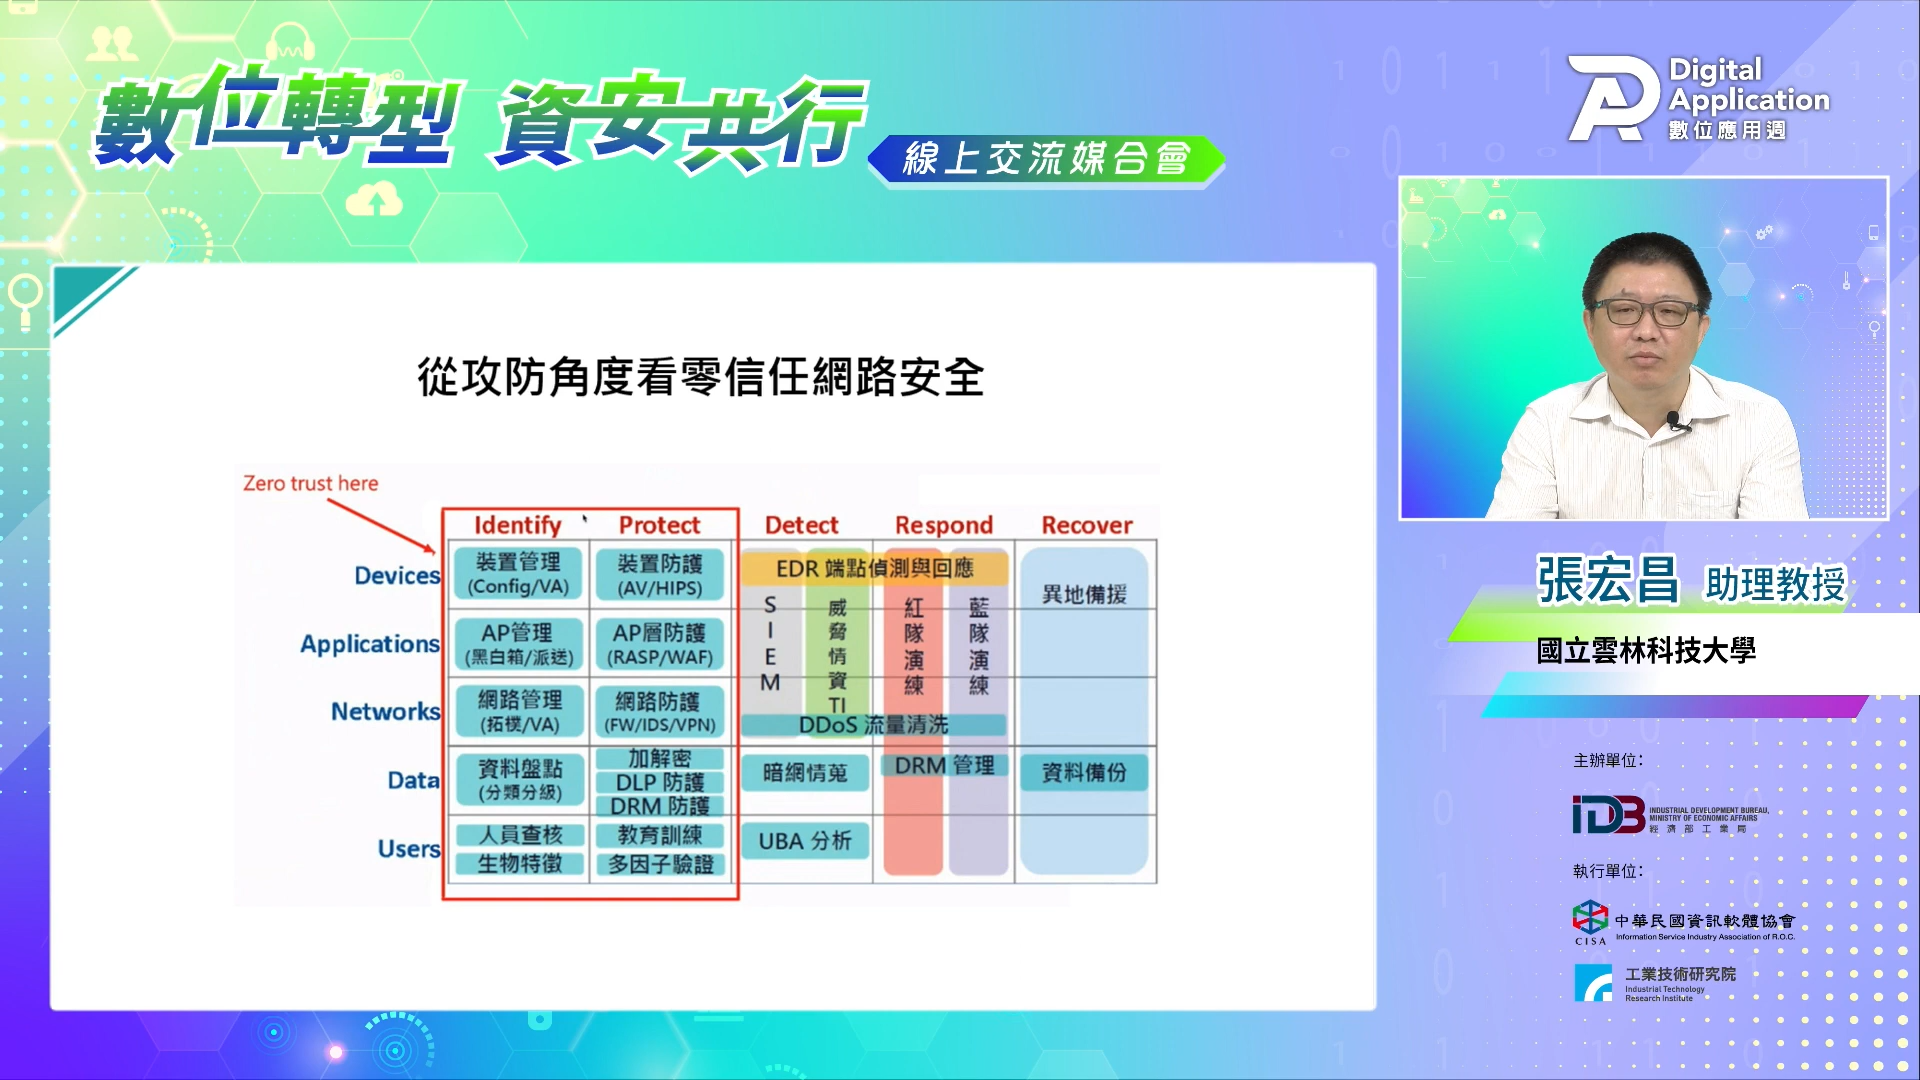 數位轉型 資安共行
線上交流媒合會
Digital
Application
數位應用週
從攻防角度看零信任網路安全
Zero trust here
Identify Protect Detect Respond Recover
Devices
裝置管理
(Config/VA)
裝置防護
(AV/HIPS)
EDR 端點偵測與回應
SIEM
威脅情資TI
紅隊演練
藍隊演練
異地備援
Applications
AP管理
(黑白箱/派送)
AP層防護
(RASP/WAF)
Networks
網路管理
(拓樸/VA)
網路防護
(FW/IDS/VPN)
DDoS 流量清洗
Data
資料盤點
(分類分級)
加解密
DLP 防護
DRM 防護
暗網情蒐
DRM 管理
資料備份
Users
人員查核
生物特徵
教育訓練
多因子驗證
UBA 分析
張宏昌 助理教授
國立雲林科技大學
主辦單位:
IDB
INDUSTRIAL DEVELOPMENT BUREAU,
MINISTRY OF ECONOMIC AFFAIRS
經濟部工業局
執行單位:
CISA
中華民國資訊軟體協會
Information Service Industry Association of R.O.C.
工業技術研究院
Industrial Technology
Research Institute